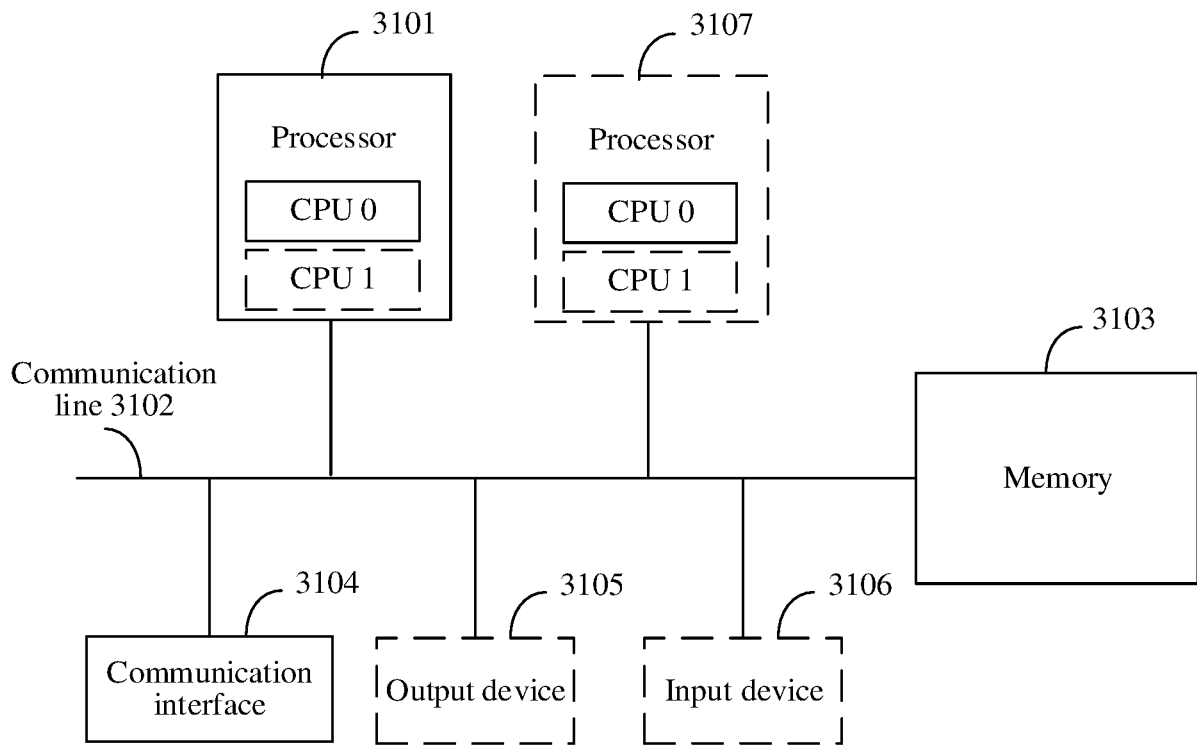 3101
3107
Processor
CPU 0
CPU 1
Processor
CPU 0
CPU 1
3103
Communication
line 3102
Memory
3104
3105
3106
Communication
interface
Output device
Input device